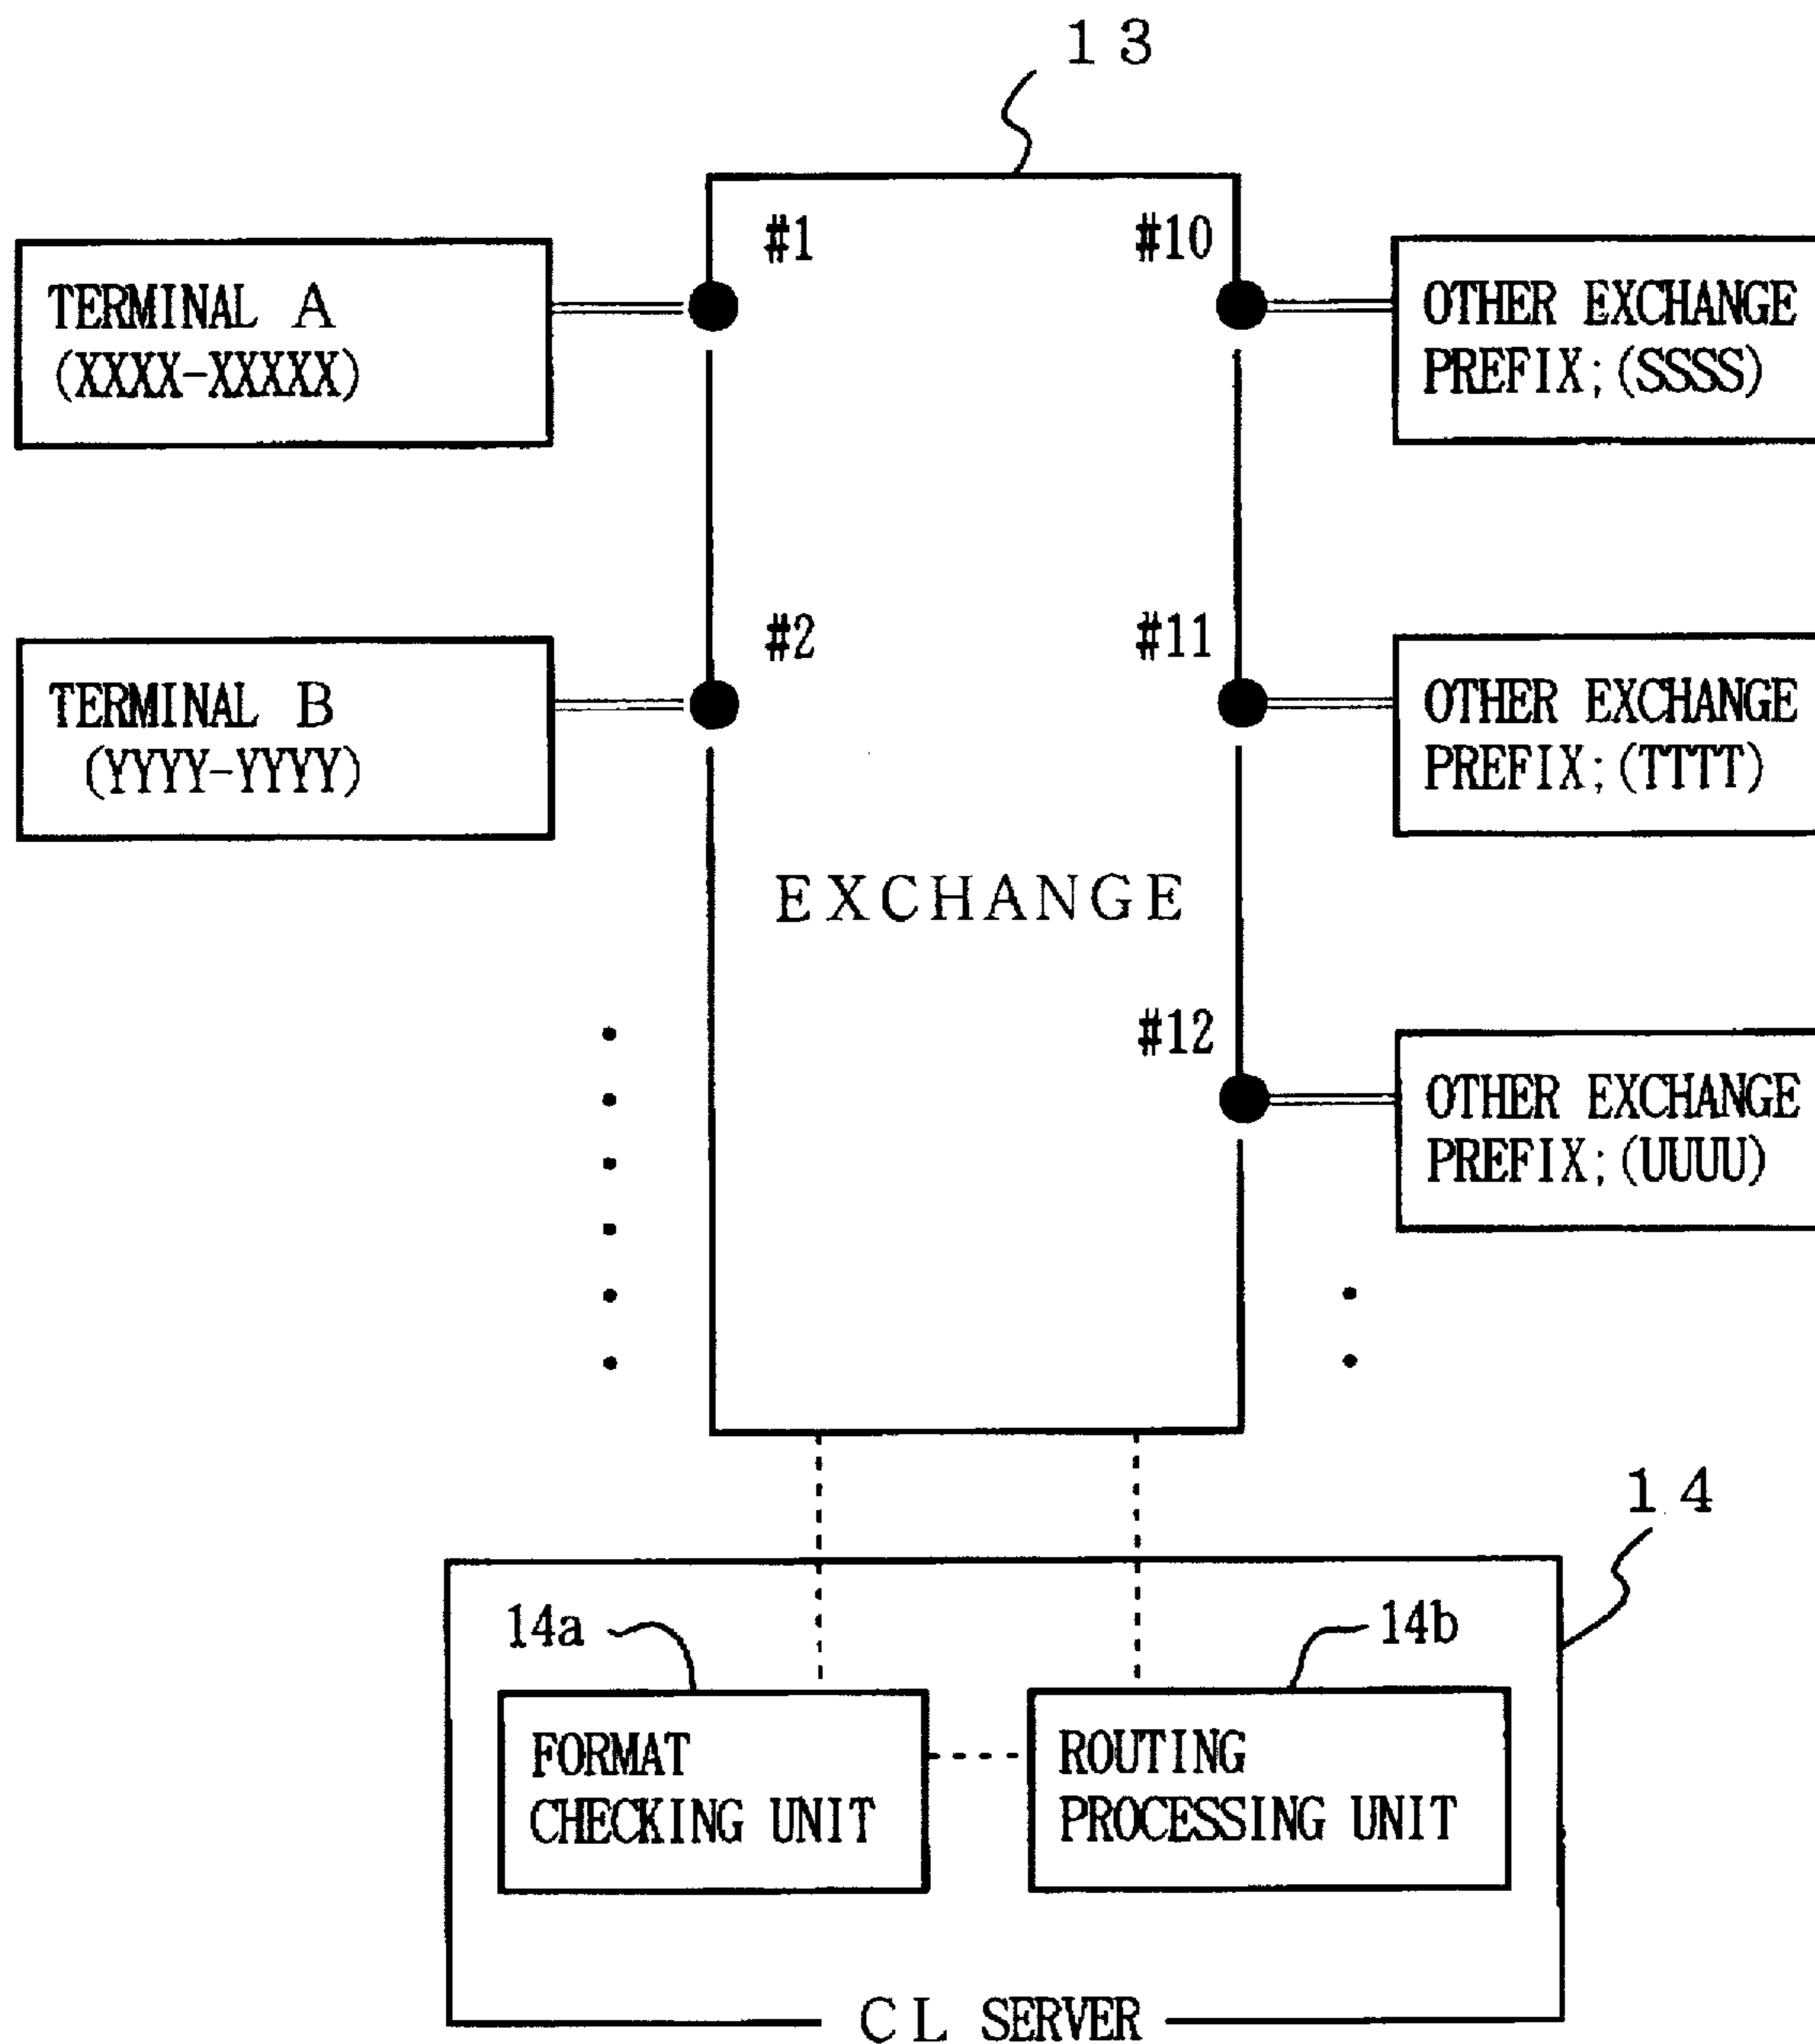 13
#1
#10
TERMINAL A
(XXXX-XXXXX)
OTHER EXCHANGE
PREFIX;(SSSS)
#2
#11
TERMINAL B
(YYYY-YYYY)
OTHER EXCHANGE
PREFIX;(TTTT)
EXCHANGE
#12
OTHER EXCHANGE
PREFIX;(UUUU)
14
14a
14b
FORMAT
CHECKING UNIT
ROUTING
PROCESSING UNIT
CL SERVER